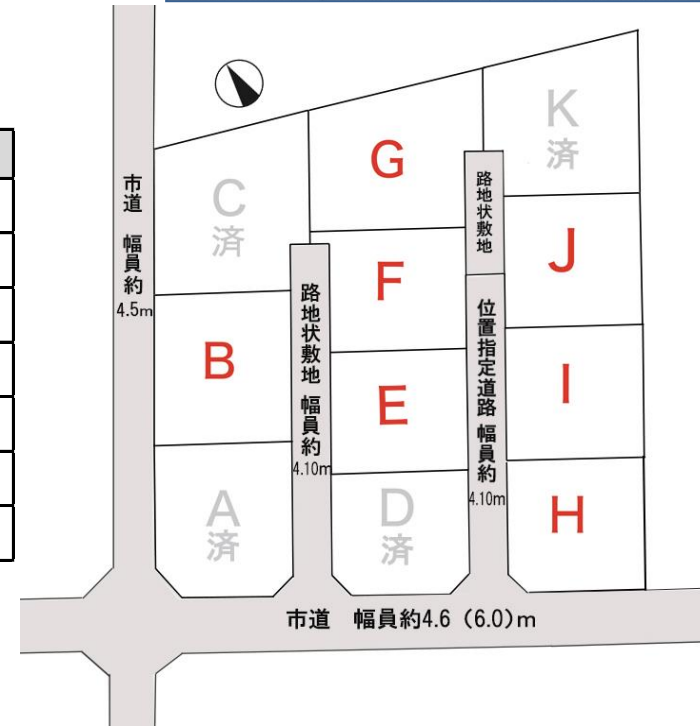 市道 幅員約
4.5m
C
済
B
A
済
路地状敷地 幅員約
4.10m
G
F
E
D
済
路地状敷地
位置指定道路 幅員約
4.10m
K
済
J
I
H
市道 幅員約4.6（6.0）m